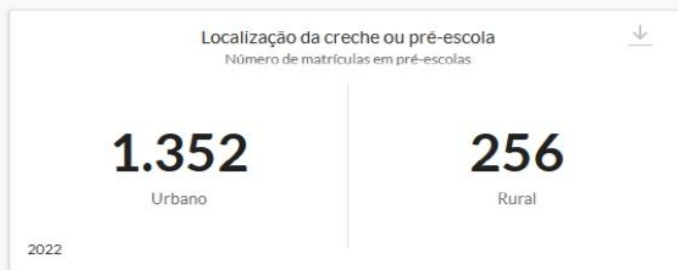 Localização da creche ou pré-escola
Número de matrículas em pré-escolas
1.352
Urbano
256
Rural
2022